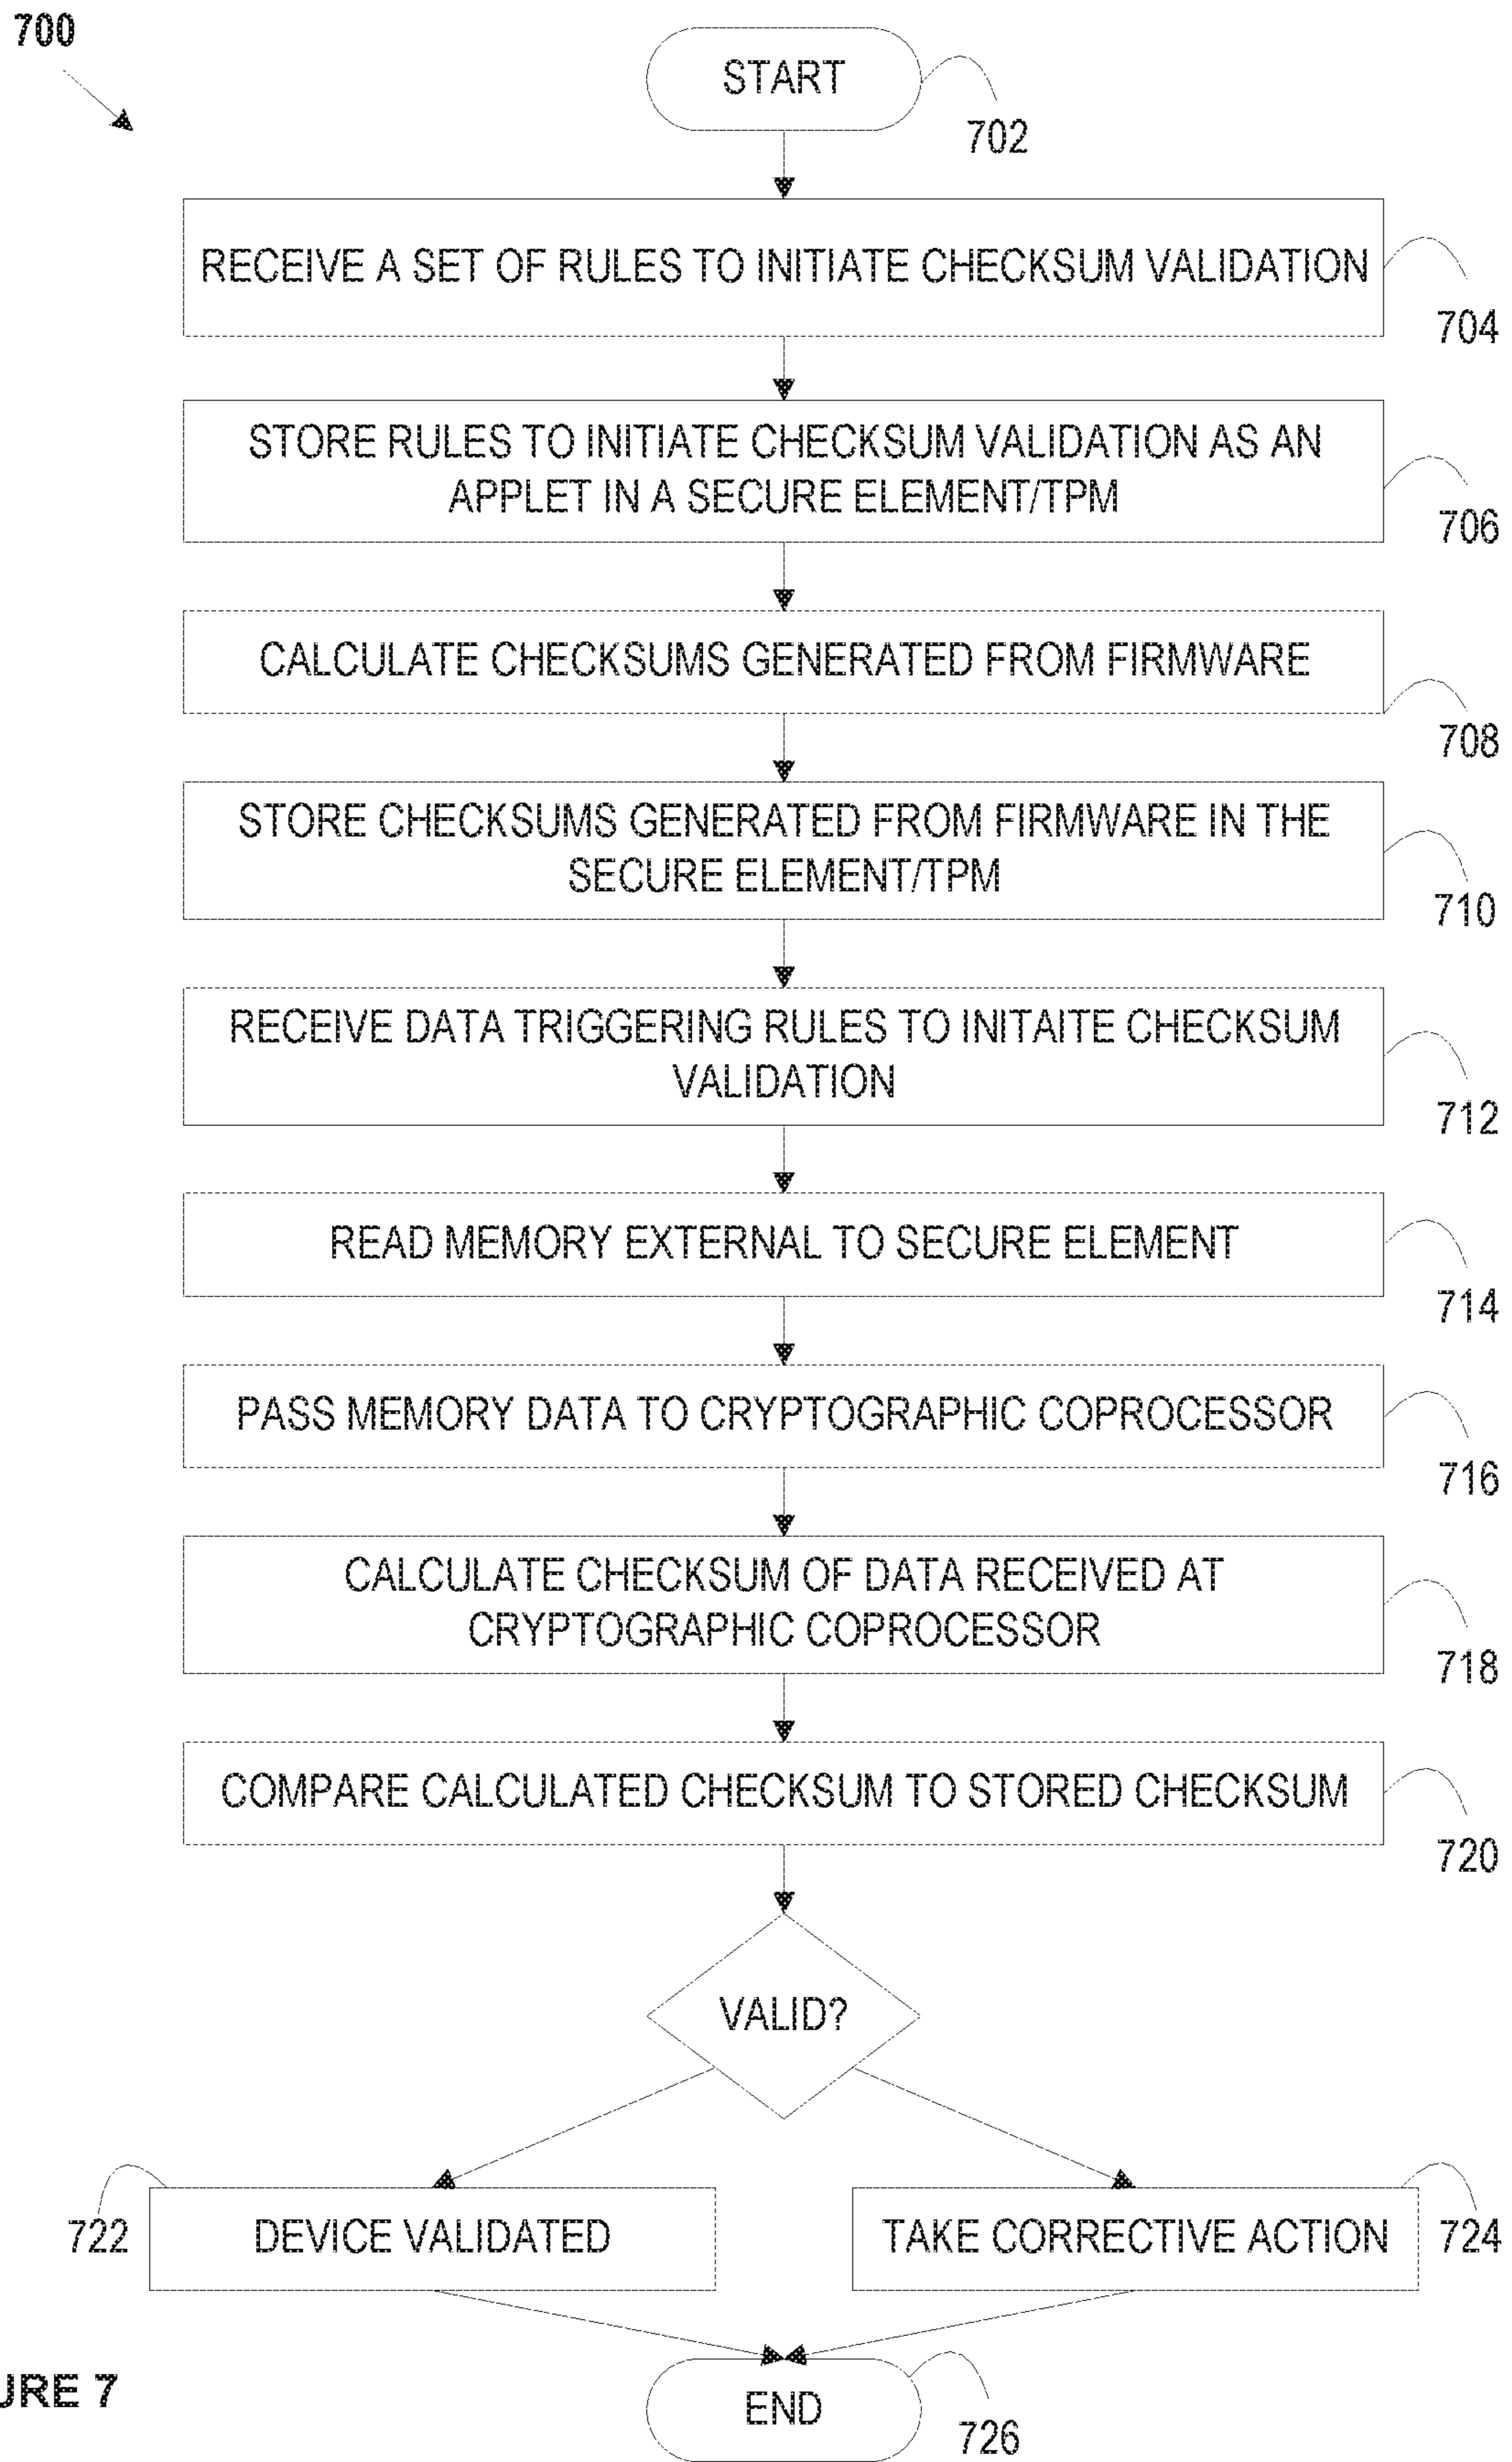 700
START
702
RECEIVE A SET OF RULES TO INITIATE CHECKSUM VALIDATION
704
STORE RULES TO INITIATE CHECKSUM VALIDATION AS AN
APPLET IN A SECURE ELEMENT/TPM
706
CALCULATE CHECKSUMS GENERATED FROM FIRMWARE
708
STORE CHECKSUMS GENERATED FROM FIRMWARE IN THE
SECURE ELEMENT/TPM
710
RECEIVE DATA TRIGGERING RULES TO INITAITE CHECKSUM
VALIDATION
712
READ MEMORY EXTERNAL TO SECURE ELEMENT
714
PASS MEMORY DATA TO CRYPTOGRAPHIC COPROCESSOR
716
CALCULATE CHECKSUM OF DATA RECEIVED AT
CRYPTOGRAPHIC COPROCESSOR
718
COMPARE CALCULATED CHECKSUM TO STORED CHECKSUM
720
VALID?
722
DEVICE VALIDATED
TAKE CORRECTIVE ACTION
724
URE 7
END
726